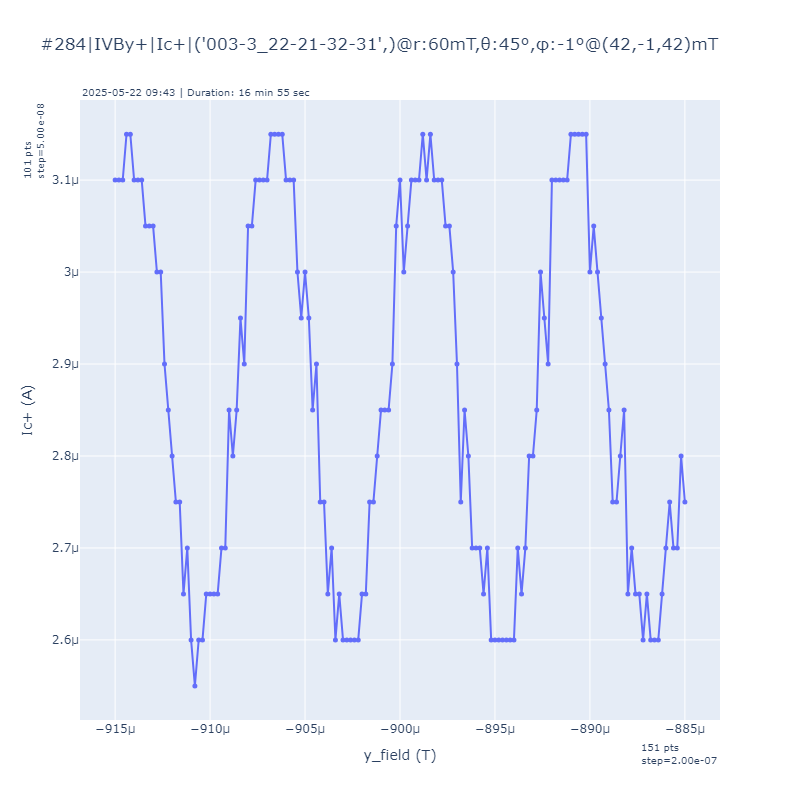 #284|IVBy+|Ic+|('003-3_22-21-32-31',)@r:60mT,θ:45°,φ:-1°@(42,-1,42)mT
2025-05-22 09:43 | Duration: 16 min 55 sec
101 pts
step=5.00e-08
3.1μ
3μ
2.9μ
2.8μ
2.7μ
2.6μ
Ic+ (A)
−915μ
−910μ
−905μ
−900μ
−895μ
−890μ
−885μ
y_field (T)
151 pts
step=2.00e-07